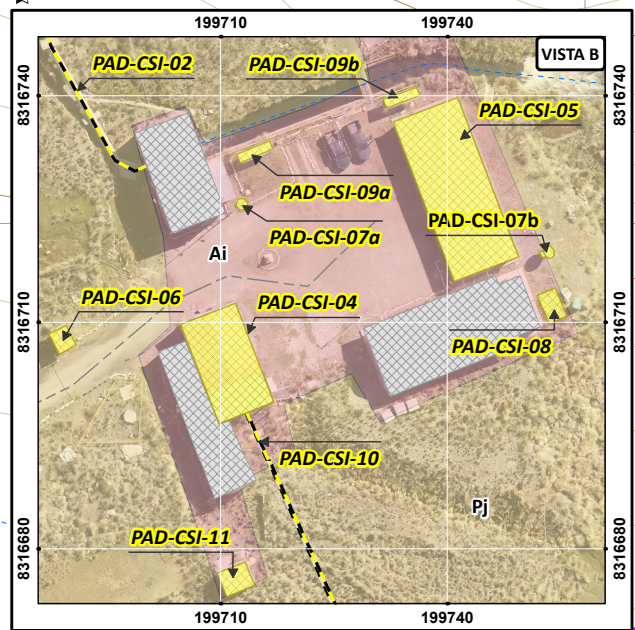 199710
199740
VISTA B
PAD-CSI-02
PAD-CSI-09b
8316740
8316740
PAD-CSI-05
PAD-CSI-09a
PAD-CSI-07b
PAD-CSI-07a
Ai
PAD-CSI-06
PAD-CSI-04
8316710
8316710
PAD-CSI-08
PAD-CSI-10
Pj
PAD-CSI-11
8316680
8316680
199710
199740